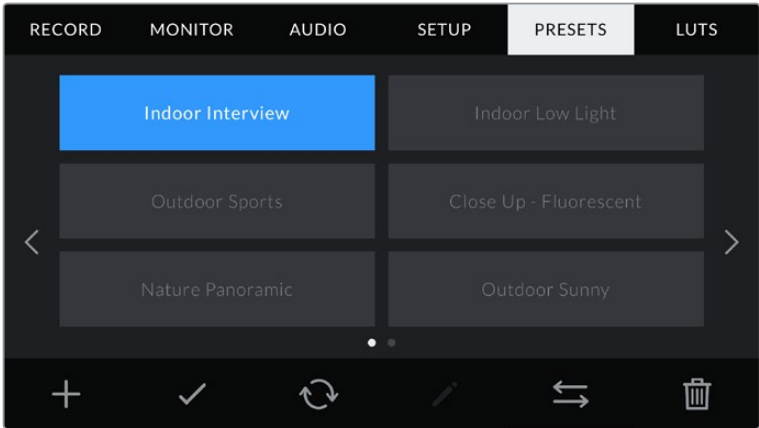 RECORD MONITOR AUDIO SETUP PRESETS LUTS
Indoor Interview Indoor Low Light
Outdoor Sports Close Up - Fluorescent
Nature Panoramic Outdoor Sunny